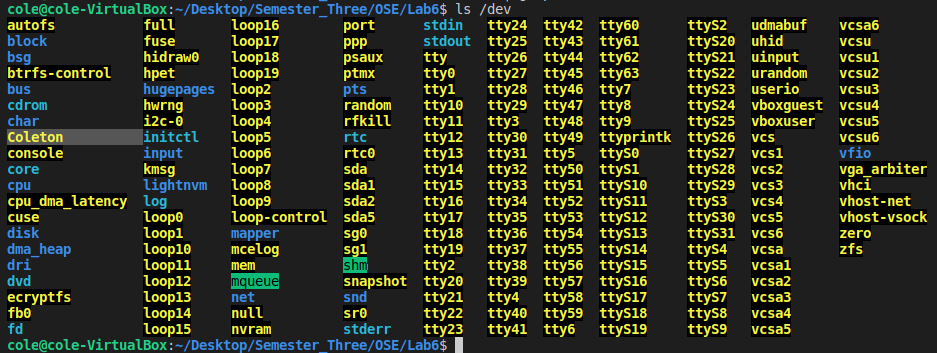 cole@cole-VirtualBox:~/Desktop/Semester_Three/OSE/Lab6$ ls /dev
autofs full loop16 port stdin tty24 tty42 tty60 ttyS2 udmabuf vcsa6
block fuse loop17 ppp stdout tty25 tty43 tty61 ttyS20 uhid vcsu
bsg hidraw0 loop18 psaux tty tty26 tty44 tty62 ttyS21 uinput vcsu1
btrfs-control hpet loop19 ptmx tty0 tty27 tty45 tty63 ttyS22 urandom vcsu2
bus hugepages loop2 pts tty1 tty28 tty46 tty7 ttyS23 userio vcsu3
cdrom hwrng loop3 random tty10 tty29 tty47 tty8 ttyS24 vboxguest vcsu4
char i2c-0 loop4 rfkill tty11 tty3 tty48 tty9 ttyS25 vboxuser vcsu5
Coleton initctl loop5 rtc tty12 tty30 tty49 ttyprintk ttyS26 vcs vcsu6
console input loop6 rtc0 tty13 tty31 tty5 ttyS0 ttyS27 vcs1 vfio
core kmsg loop7 sda tty14 tty32 tty50 ttyS1 ttyS28 vcs2 vga_arbiter
cpu lightnvm loop8 sda1 tty15 tty33 tty51 ttyS10 ttyS29 vcs3 vhci
cpu_dma_latency log loop9 sda2 tty16 tty34 tty52 ttyS11 ttyS3 vcs4 vhost-net
cuse loop0 loop-control sda5 tty17 tty35 tty53 ttyS12 ttyS30 vcs5 vhost-vsock
disk loop1 mapper sg0 tty18 tty36 tty54 ttyS13 ttyS31 vcs6 zero
dma_heap loop10 mcelog sg1 tty19 tty37 tty55 ttyS14 ttyS4 vcsa zfs
dri loop11 mem shm tty2 tty38 tty56 ttyS15 ttyS5 vcsa1
dvd loop12 mqueue snapshot tty20 tty39 tty57 ttyS16 ttyS6 vcsa2
ecryptfs loop13 net snd tty21 tty4 tty58 ttyS17 ttyS7 vcsa3
fb0 loop14 null sr0 tty22 tty40 tty59 ttyS18 ttyS8 vcsa4
fd loop15 nvram stderr tty23 tty41 tty6 ttyS19 ttyS9 vcsa5
cole@cole-VirtualBox:~/Desktop/Semester_Three/OSE/Lab6$